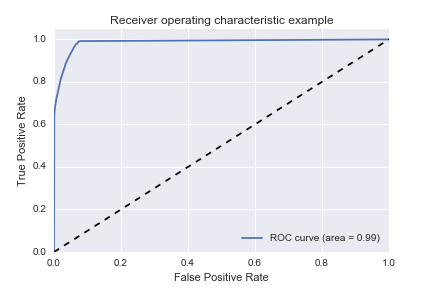 Receiver operating characteristic example
1.0
0.8
0.6
0.4
0.2
0.0
True Positive Rate
ROC curve (area = 0.99)
0.0 0.2 0.4 0.6 0.8 1.0
False Positive Rate